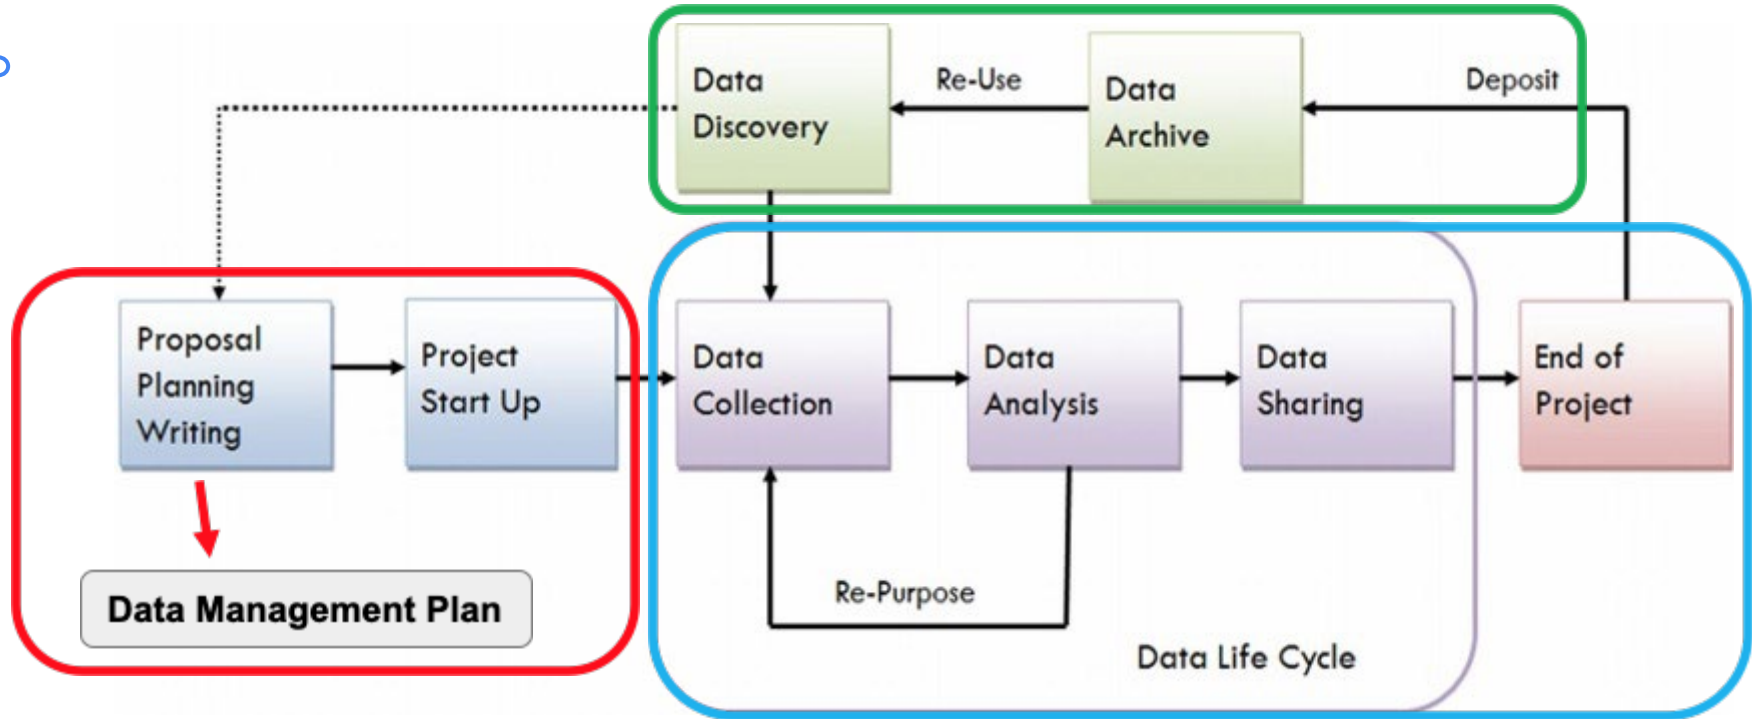 Data
Discovery
Re-Use
Data
Archive
Deposit
Proposal
Planning
Writing
Project
Start Up
Data
Collection
Data
Analysis
Data
Sharing
End of
Project
Re-Purpose
Data Management Plan
Data Life Cycle